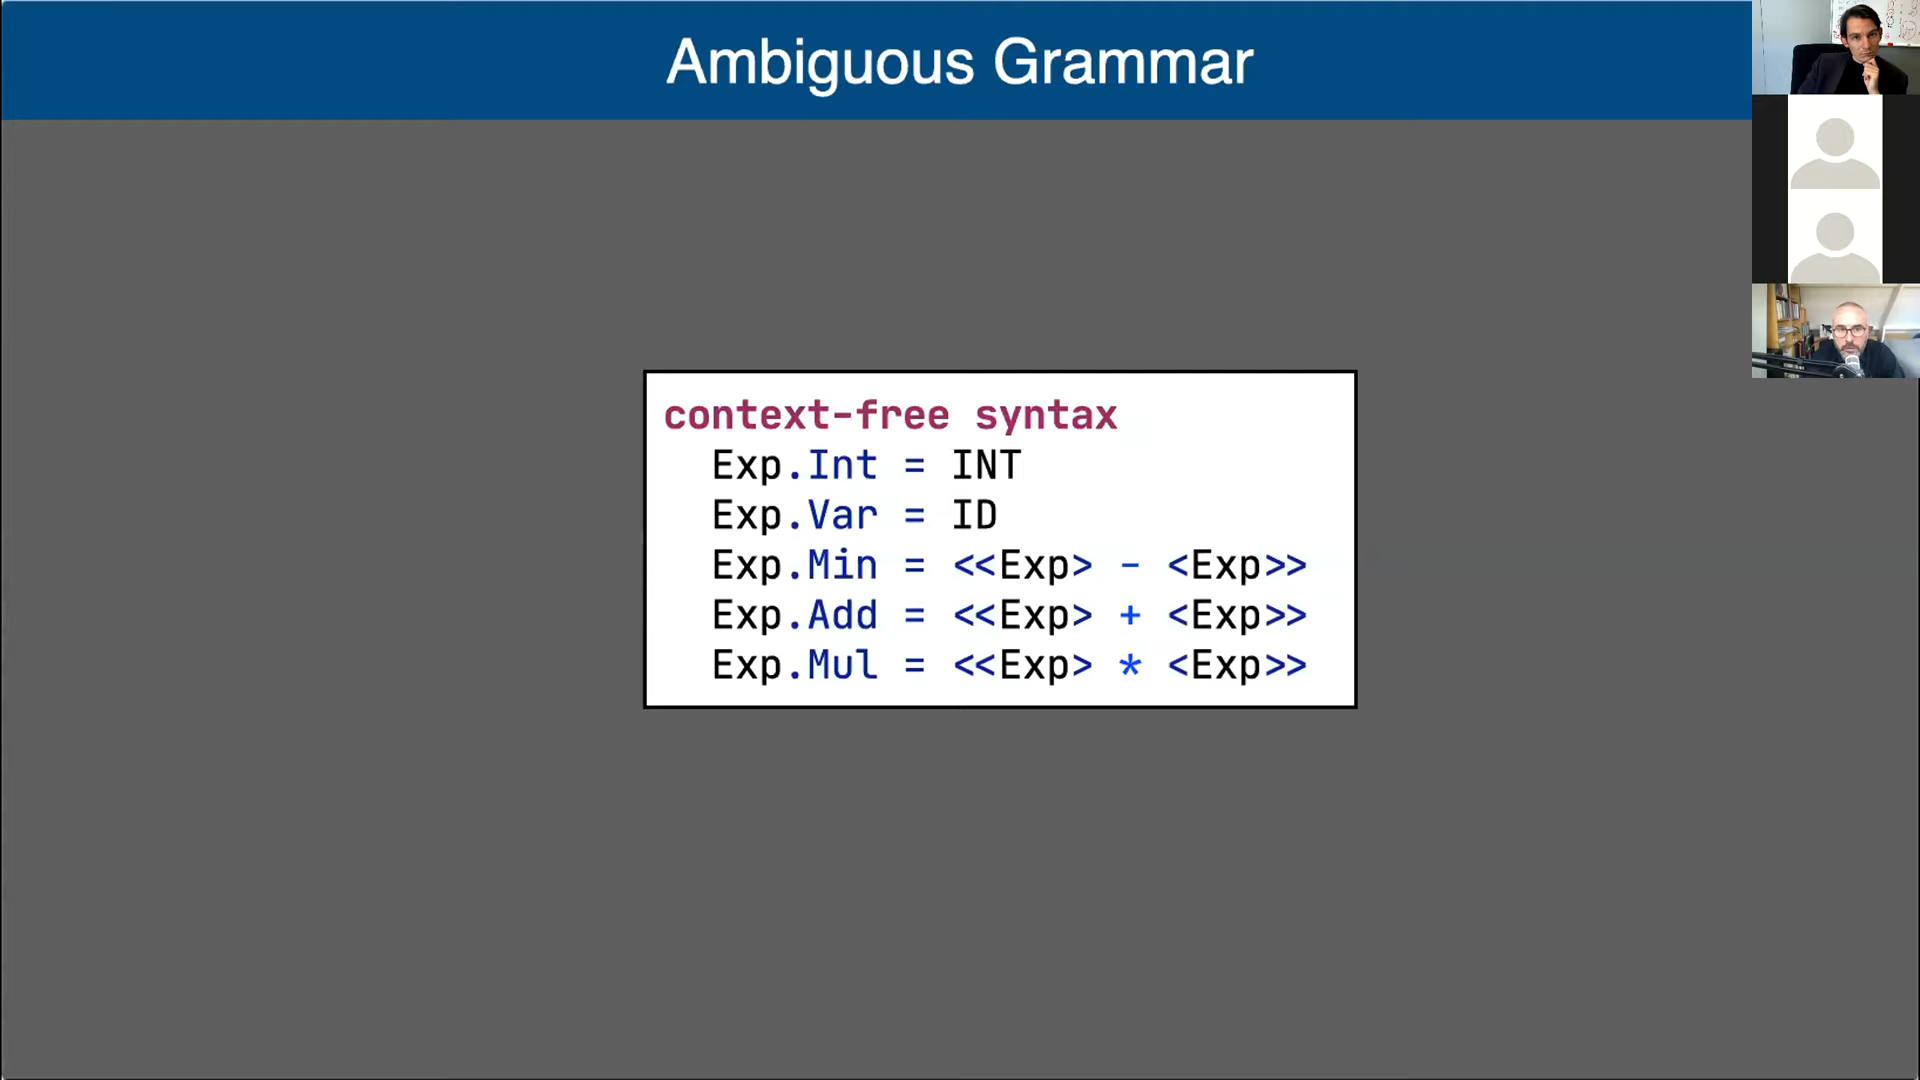 Ambiguous Grammar
context-free syntax
Exp.Int = INT
Exp.Var = ID
Exp.Min = <<Exp> - <Exp>>
Exp.Add = <<Exp> + <Exp>>
Exp.Mul = <<Exp> * <Exp>>